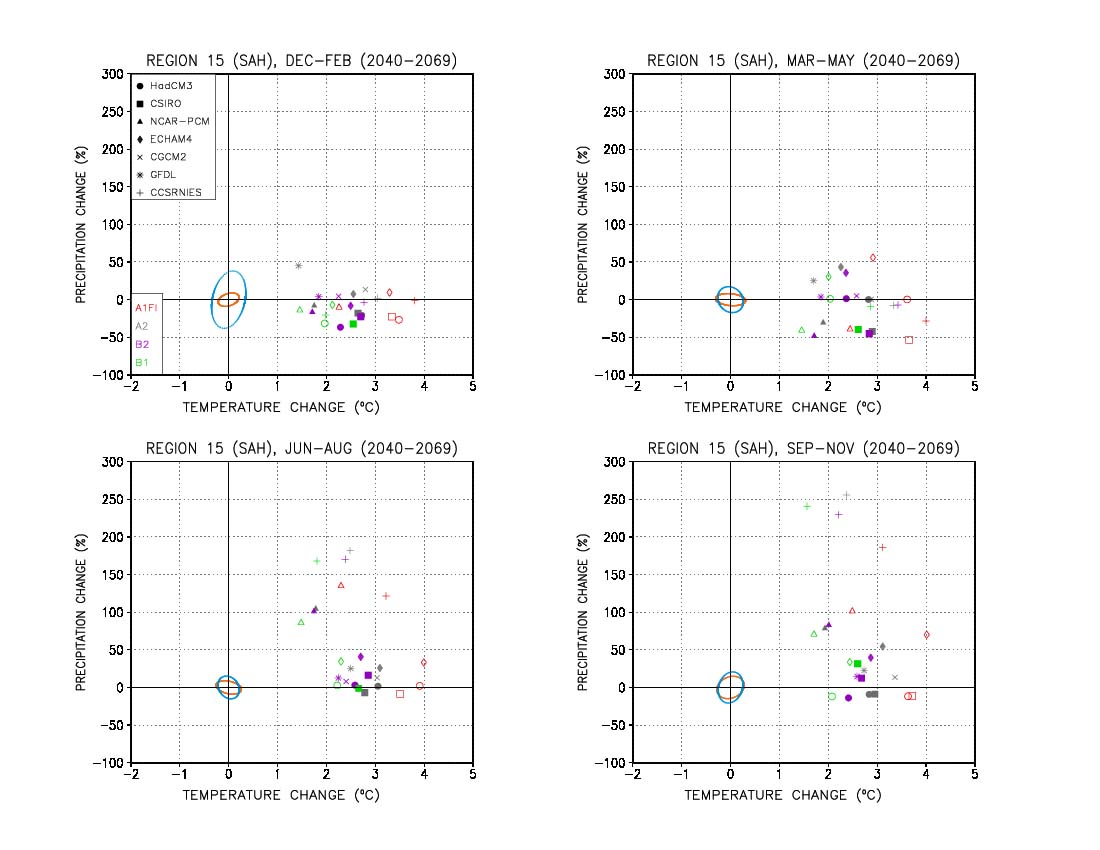 REGION 15 (SAH), DEC-FEB (2040-2069)
300
250
200
150
100
50
0
-50
-100
PRECIPITATION CHANGE (%)
HadCM3
CSIRO
NCAR-PCM
ECHAM4
CGCM2
GFDL
CCSRNIES
A1FI
A2
B2
B1
-2 -1 0 1 2 3 4 5
TEMPERATURE CHANGE (ºC)
REGION 15 (SAH), MAR-MAY (2040-2069)
300
250
200
150
100
50
0
-50
-100
PRECIPITATION CHANGE (%)
-2 -1 0 1 2 3 4 5
TEMPERATURE CHANGE (ºC)
REGION 15 (SAH), JUN-AUG (2040-2069)
300
250
200
150
100
50
0
-50
-100
PRECIPITATION CHANGE (%)
-2 -1 0 1 2 3 4 5
TEMPERATURE CHANGE (ºC)
REGION 15 (SAH), SEP-NOV (2040-2069)
300
250
200
150
100
50
0
-50
-100
PRECIPITATION CHANGE (%)
-2 -1 0 1 2 3 4 5
TEMPERATURE CHANGE (ºC)